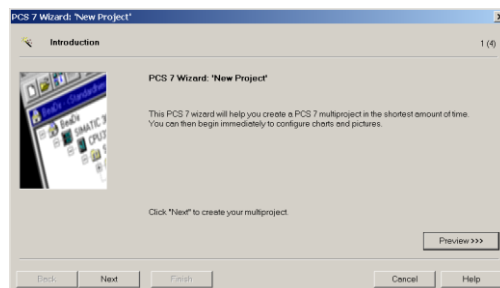 PCS 7 Wizard: 'New Project'
Introduction
1 (4)
PCS 7 Wizard: 'New Project'
This PCS 7 wizard will help you create a PCS 7 multiproject in the shortest amount of time.
You can then begin immediately to configure charts and pictures.
Click "Next" to create your multiproject.
Preview >>>
Back Next Finish Cancel Help